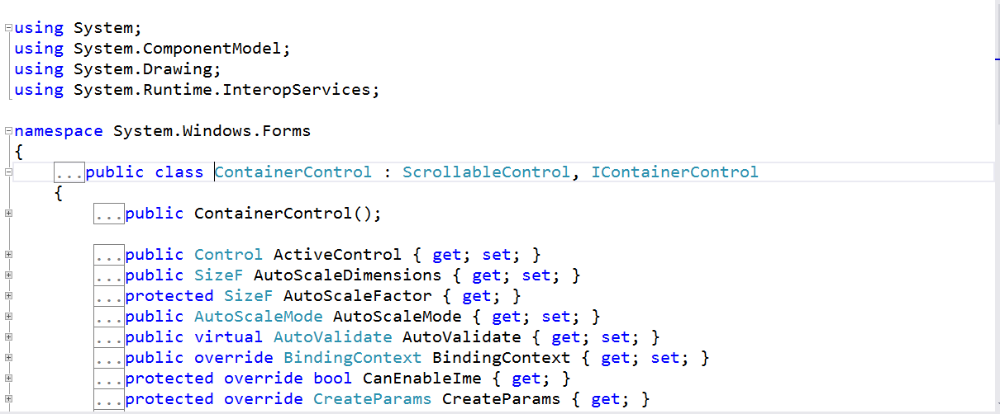 using System;
using System.ComponentModel;
using System.Drawing;
using System.Runtime.InteropServices;
namespace System.Windows.Forms
{
...public class ContainerControl : ScrollableControl, IContainerControl
{
...public ContainerControl();
...public Control ActiveControl { get; set; }
...public SizeF AutoScaleDimensions { get; set; }
...protected SizeF AutoScaleFactor { get; }
...public AutoScaleMode AutoScaleMode { get; set; }
...public virtual AutoValidate AutoValidate { get; set; }
...public override BindingContext BindingContext { get; set; }
...protected override bool CanEnableIme { get; }
...protected override CreateParams CreateParams { get; }